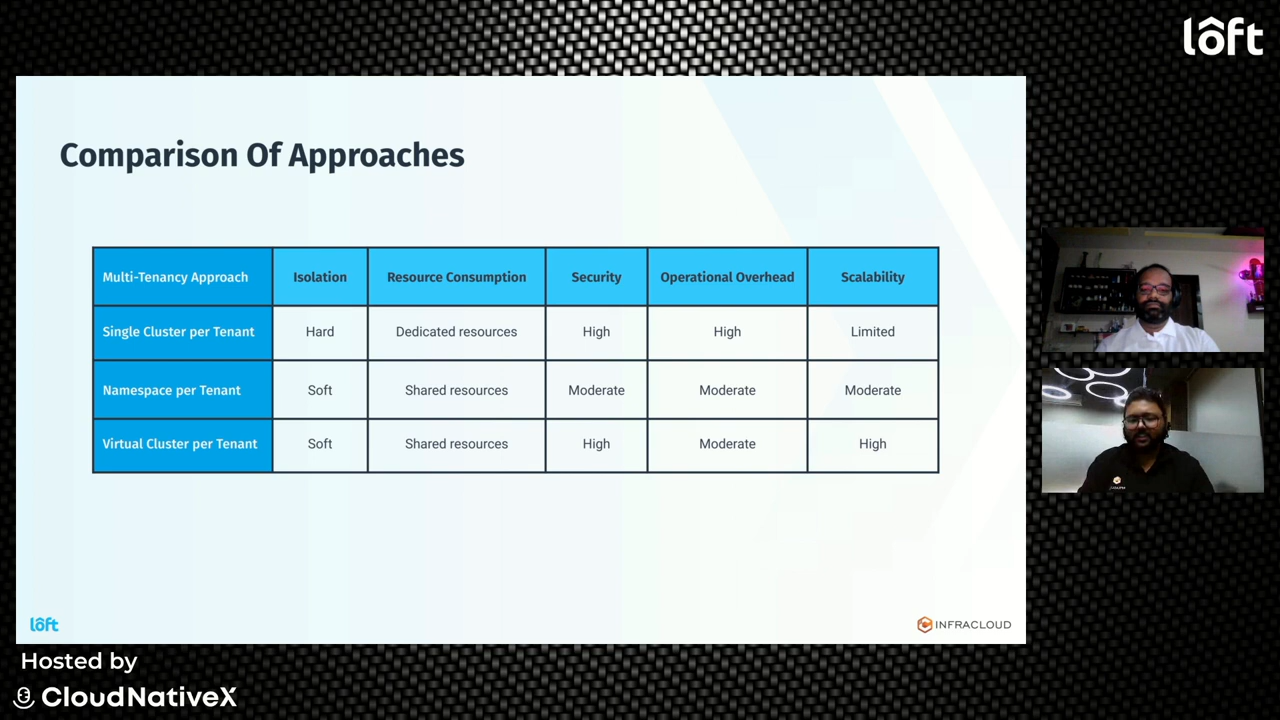 lôft
Comparison Of Approaches
Multi-Tenancy Approach Isolation Resource Consumption Security Operational Overhead Scalability
Single Cluster per Tenant Hard Dedicated resources High High Limited
Namespace per Tenant Soft Shared resources Moderate Moderate Moderate
Virtual Cluster per Tenant Soft Shared resources High Moderate High
lôft INFRACLOUD
Hosted by
CloudNativeX